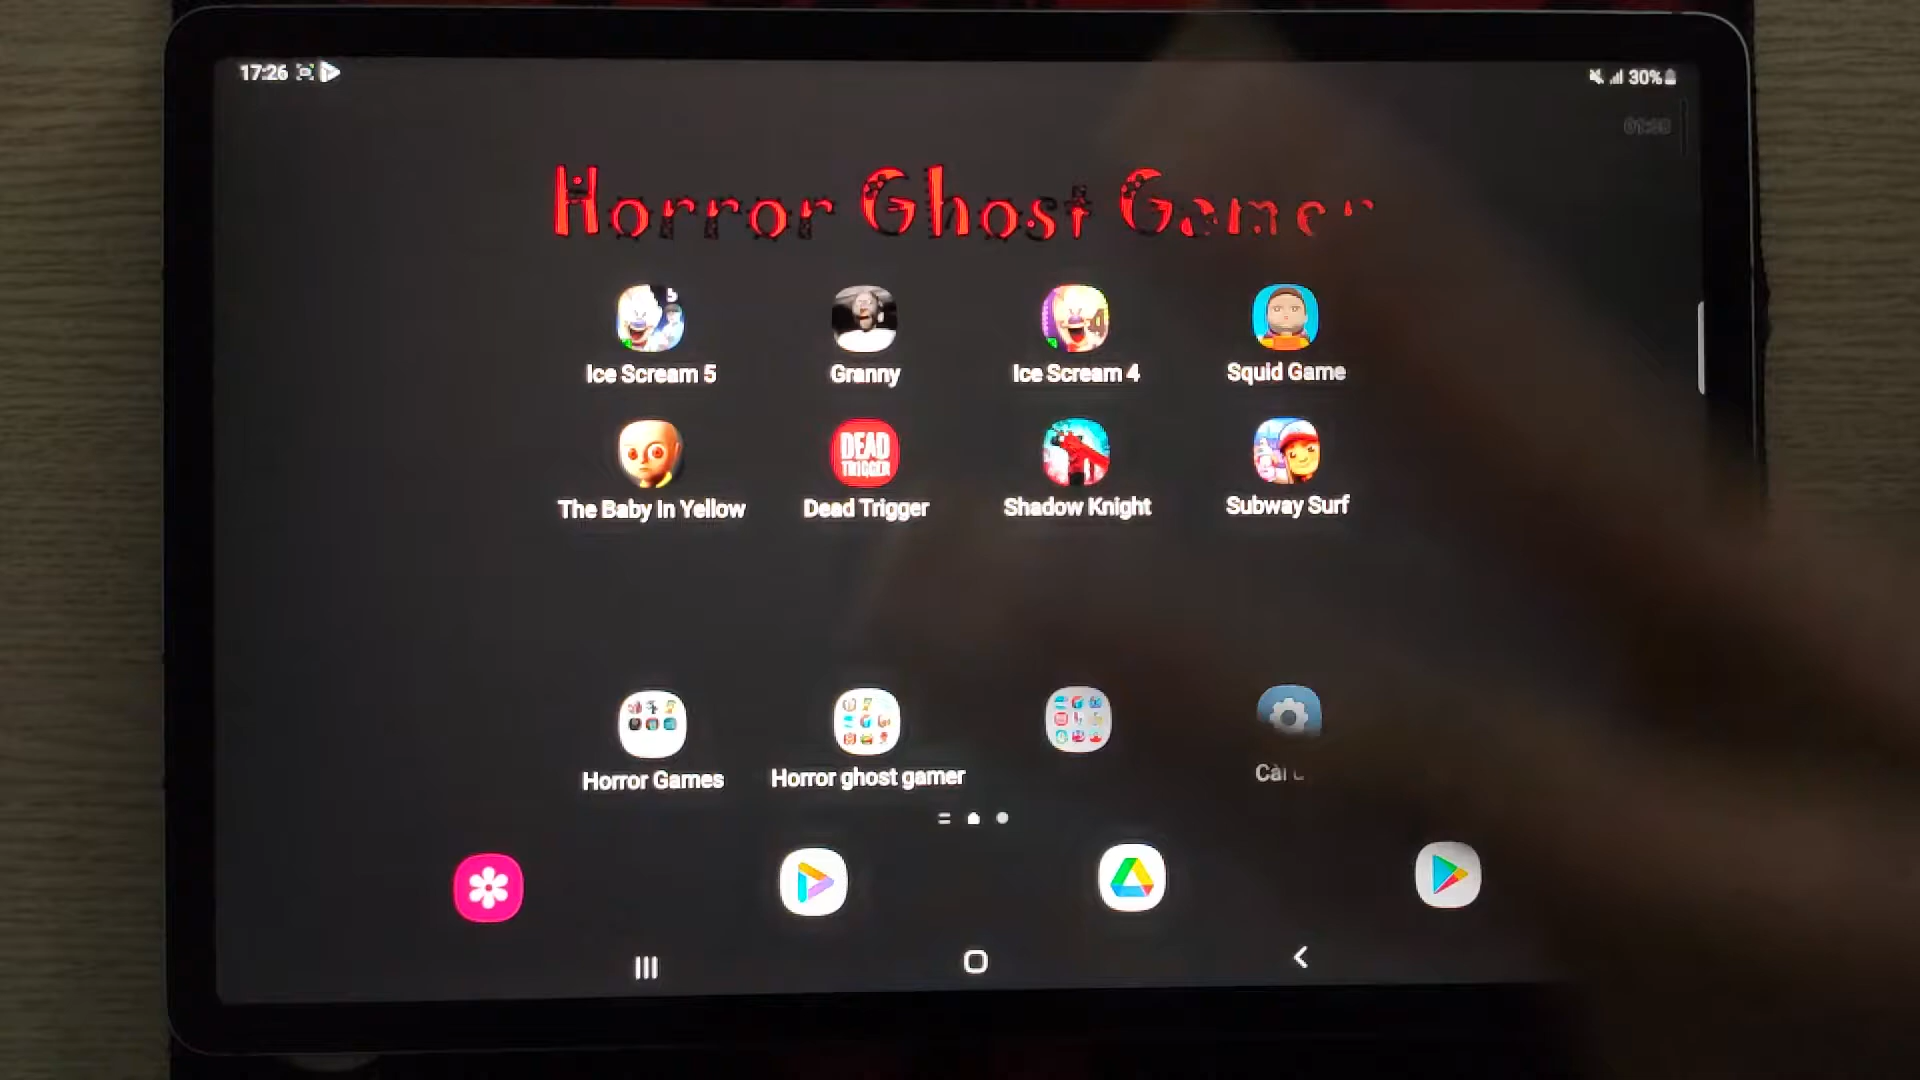 17:26
30%
Horror Ghost Gamer
Ice Scream 5
Granny
Ice Scream 4
Squid Game
The Baby In Yellow
DEAD TRIGGER
Dead Trigger
Shadow Knight
Subway Surf
Horror Games
Horror ghost gamer
Cài